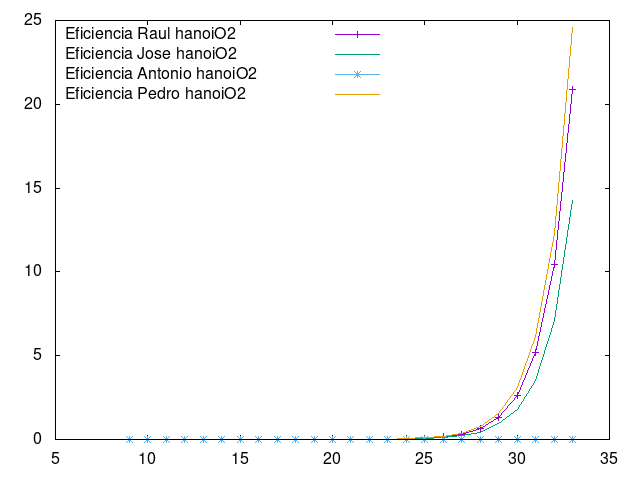 25
20
15
10
5
0
Eficiencia Raul hanoiO2
Eficiencia Jose hanoiO2
Eficiencia Antonio hanoiO2
Eficiencia Pedro hanoiO2
5 10 15 20 25 30 35